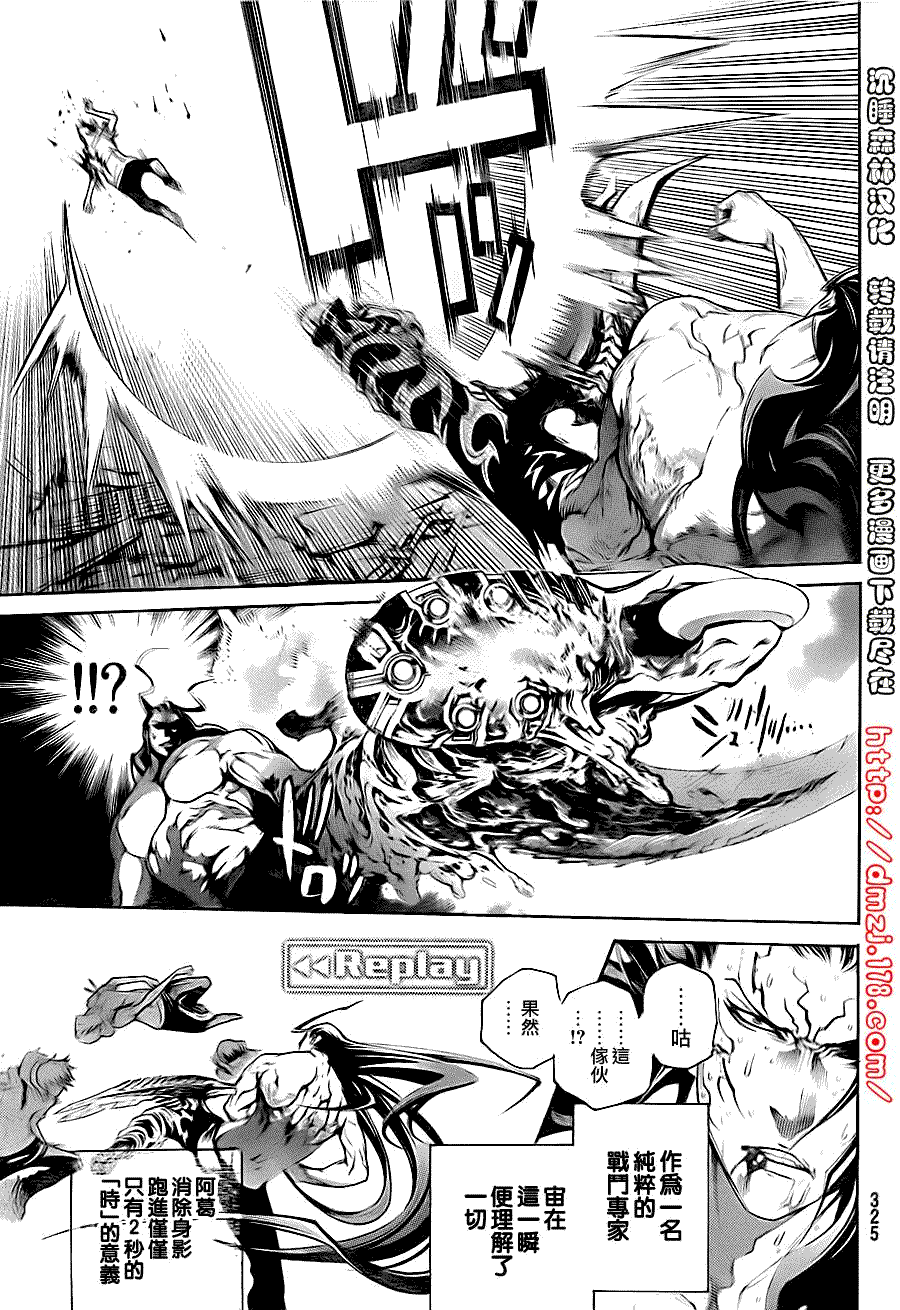 沉睡森林汉化 转载请注明 更多漫画下载尽在 http://dmzj.178.com/
!!?
Replay
……咕
……這
……傢伙
!?
果然
……
作為一名
純粹的
戰鬥專家
宙在
這一瞬
便理解了
一切
阿葛
消除身影
跑進僅僅
只有2秒的
「時」的意義
325